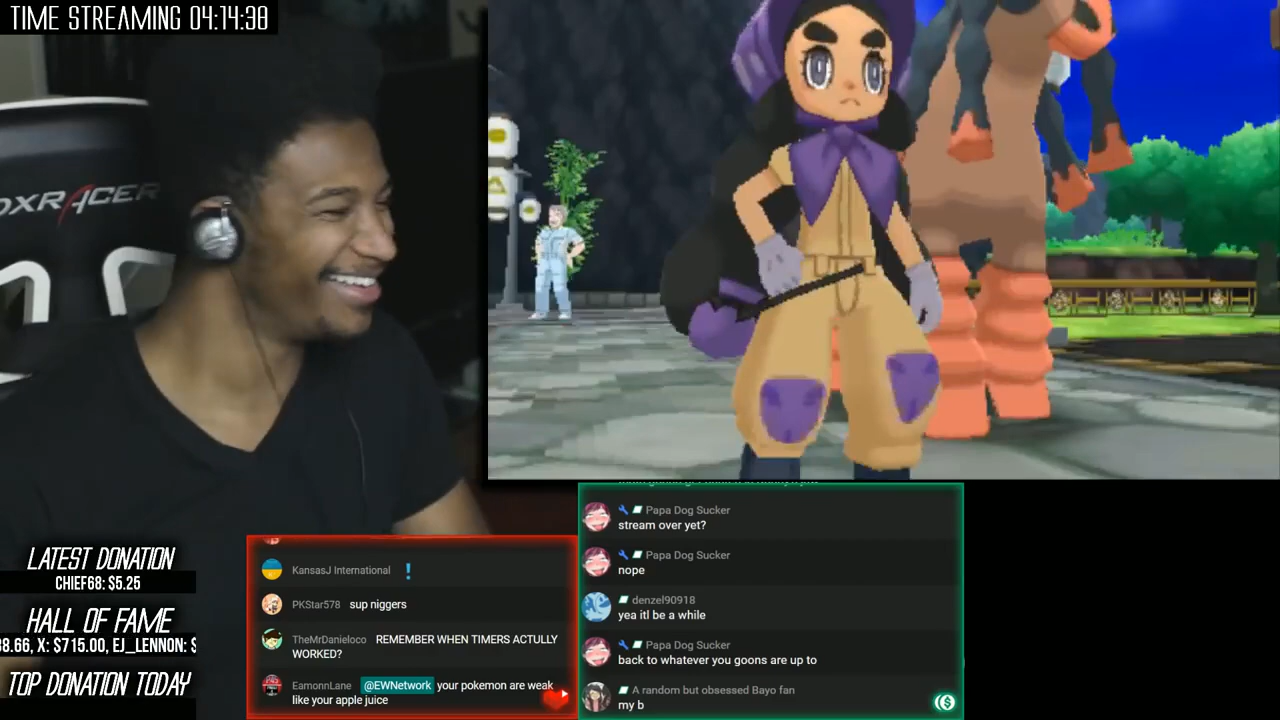 TIME STREAMING 04:14:38
DXRACER
LATEST DONATION
CHIEF68: $5.25
HALL OF FAME
38.66, X: $715.00, EJ_LENNON: $
TOP DONATION TODAY
KansasJ International !
PKStar578 sup niggers
TheMrDanieloco REMEMBER WHEN TIMERS ACTULLY
WORKED?
EamonnLane @EWNetwork your pokemon are weak
like your apple juice
Papa Dog Sucker
stream over yet?
Papa Dog Sucker
nope
denzel90918
yea itl be a while
Papa Dog Sucker
back to whatever you goons are up to
A random but obsessed Bayo fan
my b